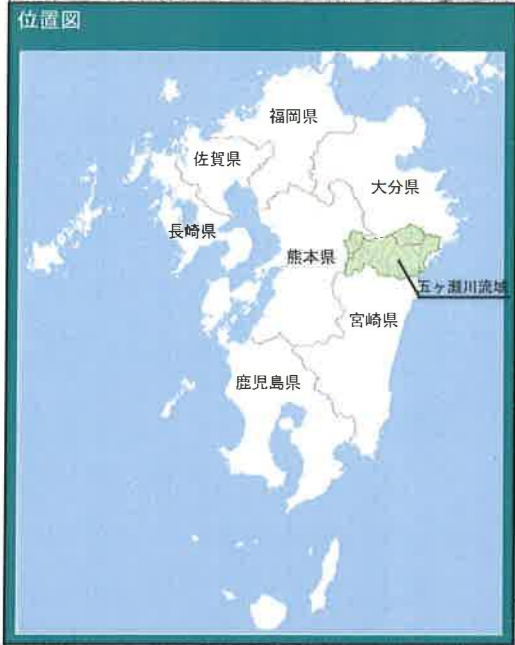 位置図
福岡県
佐賀県
大分県
長崎県
熊本県
五ヶ瀬川流域
宮崎県
鹿児島県